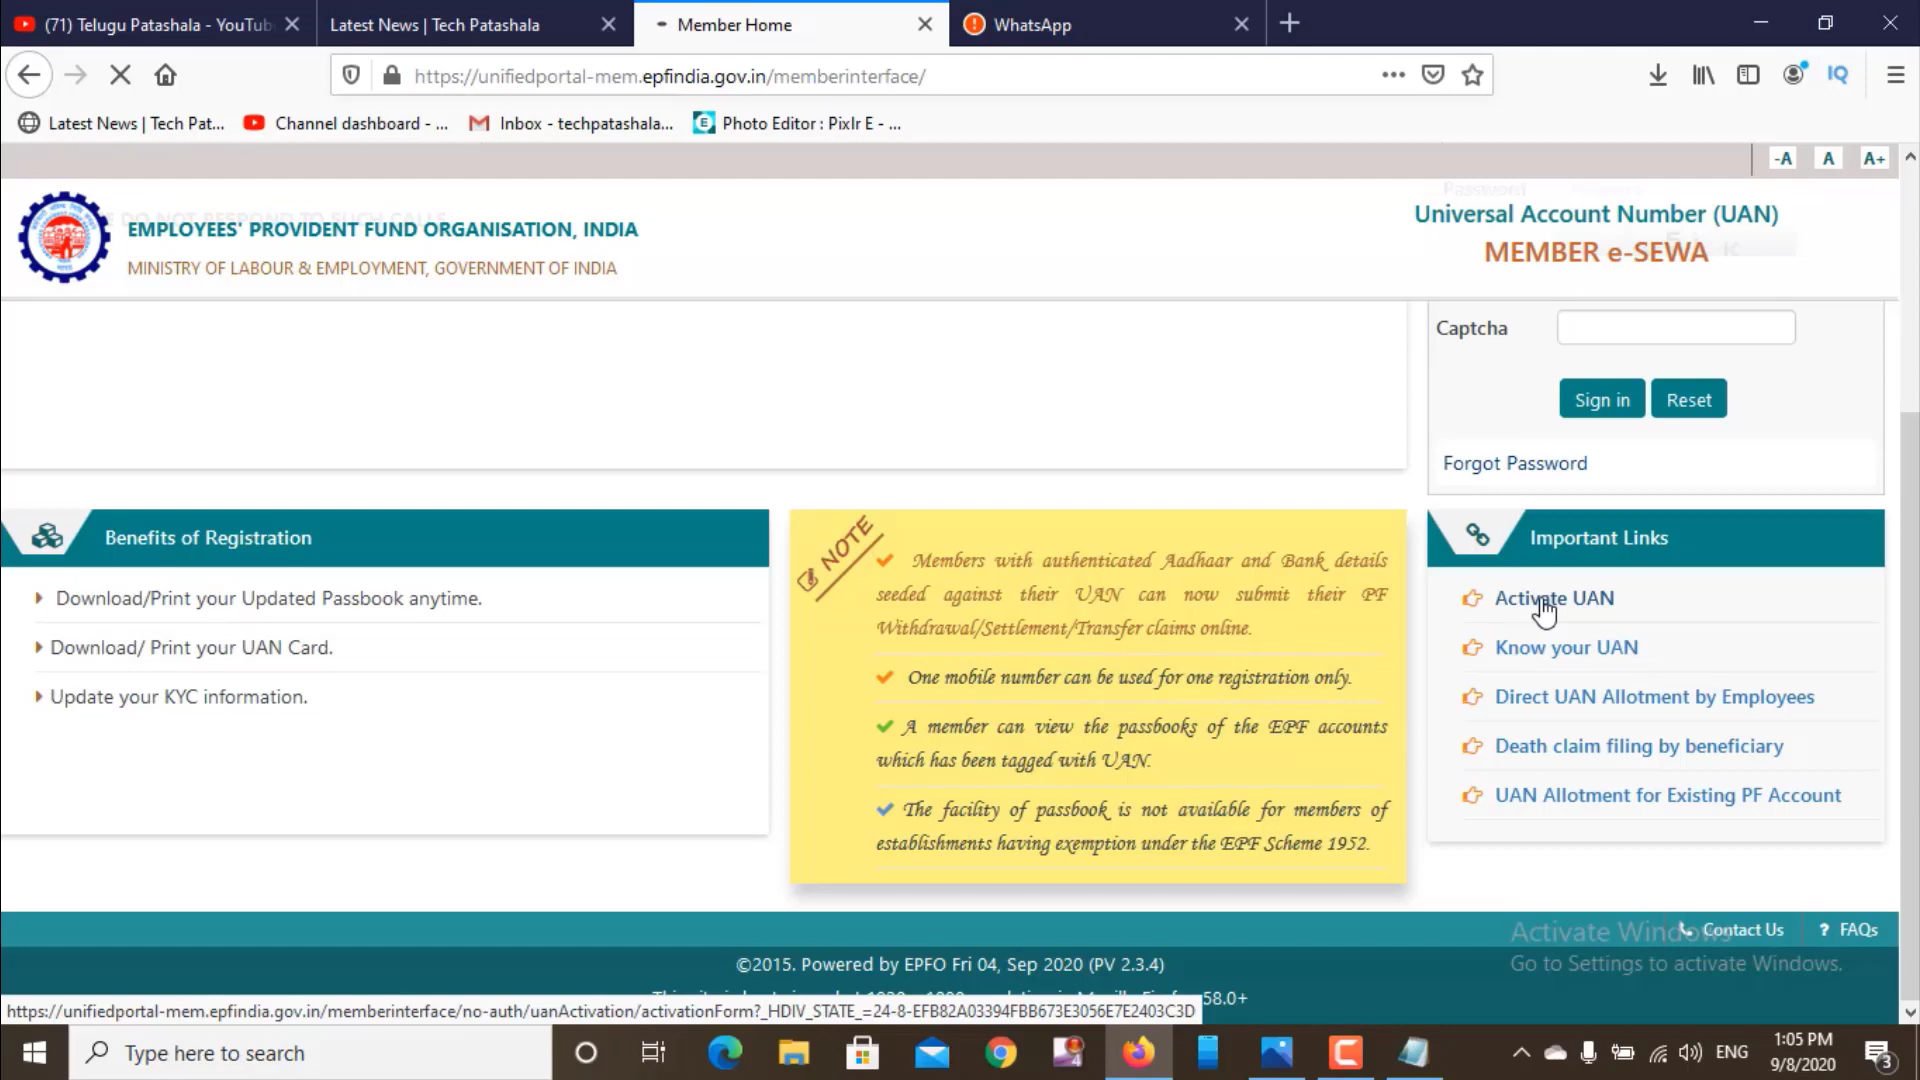 (71) Telugu Patashala - YouTub
Latest News | Tech Patashala
Member Home
WhatsApp
https://unifiedportal-mem.epfindia.gov.in/memberinterface/
IQ
Latest News | Tech Pat...
Channel dashboard - ...
Inbox - techpatashala...
Photo Editor : Pixlr E - ...
-A A A+
DO NOT RESPOND TO SUCH CALLS
Password
EMPLOYEES' PROVIDENT FUND ORGANISATION, INDIA
MINISTRY OF LABOUR & EMPLOYMENT, GOVERNMENT OF INDIA
Universal Account Number (UAN)
MEMBER e-SEWA
Captcha
Sign in
Reset
Forgot Password
Benefits of Registration
Download/Print your Updated Passbook anytime.
Download/ Print your UAN Card.
Update your KYC information.
NOTE
Members with authenticated Aadhaar and Bank details
seeded against their UAN can now submit their PF
Withdrawal/Settlement/Transfer claims online.
One mobile number can be used for one registration only.
A member can view the passbooks of the EPF accounts
which has been tagged with UAN.
The facility of passbook is not available for members of
establishments having exemption under the EPF Scheme 1952.
Important Links
Activate UAN
Know your UAN
Direct UAN Allotment by Employees
Death claim filing by beneficiary
UAN Allotment for Existing PF Account
Activate Windows
Go to Settings to activate Windows.
Contact Us
? FAQs
©2015. Powered by EPFO Fri 04, Sep 2020 (PV 2.3.4)
58.0+
https://unifiedportal-mem.epfindia.gov.in/memberinterface/no-auth/uanActivation/activationForm?_HDIV_STATE_=24-8-EFB82A03394FBB673E3056E7E2403C3D
Type here to search
ENG
1:05 PM
9/8/2020
3